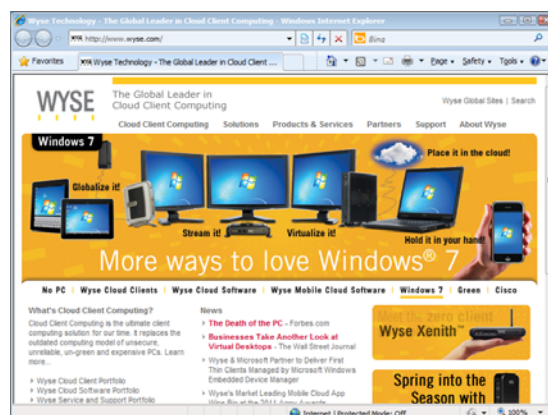 Wyse Technology - The Global Leader in Cloud Client Computing - Windows Internet Explorer
http://www.wyse.com/
Bing
Favorites
Wyse Technology - The Global Leader in Cloud Client ...
Page
Safety
Tools
WYSE
The Global Leader in
Cloud Client Computing
Wyse Global Sites | Search
Cloud Client Computing Solutions Products & Services Partners Support About Wyse
Windows 7
Place it in the cloud!
Globalize it!
Stream it!
Virtualize it!
Hold it in your hand!
More ways to love Windows® 7
No PC | Wyse Cloud Clients | Wyse Cloud Software | Wyse Mobile Cloud Software | Windows 7 | Green | Cisco
What's Cloud Client Computing?
Cloud Client Computing is the ultimate client
computing solution for our time. It replaces the
outdated computing model of unsecure,
unreliable, un-green and expensive PCs. Learn
more...
Wyse Cloud Client Portfolio
Wyse Cloud Software Portfolio
Wyse Service and Support Portfolio
News
The Death of the PC - Forbes.com
Businesses Take Another Look at
Virtual Desktops - The Wall Street Journal
Wyse & Microsoft Partner to Deliver First
Thin Clients Managed by Microsoft Windows
Embedded Device Manager
Wyse's Market Leading Mobile Cloud App
Meet the zero client
Wyse Xenith™
Spring into the
Season with
Internet | Protected Mode: Off
100%